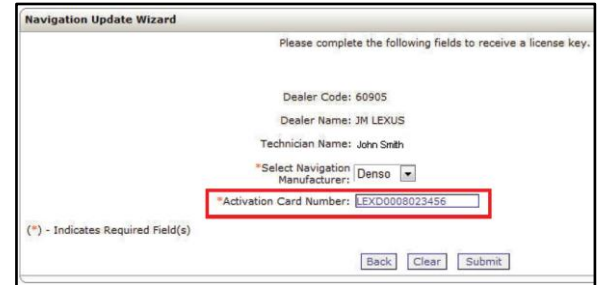 Navigation Update Wizard
Please complete the following fields to receive a license key.
Dealer Code: 60905
Dealer Name: JM LEXUS
Technician Name: John Smith
*Select Navigation Manufacturer: Denso
*Activation Card Number: LEXD0008023456
(*) - Indicates Required Field(s)
Back Clear Submit